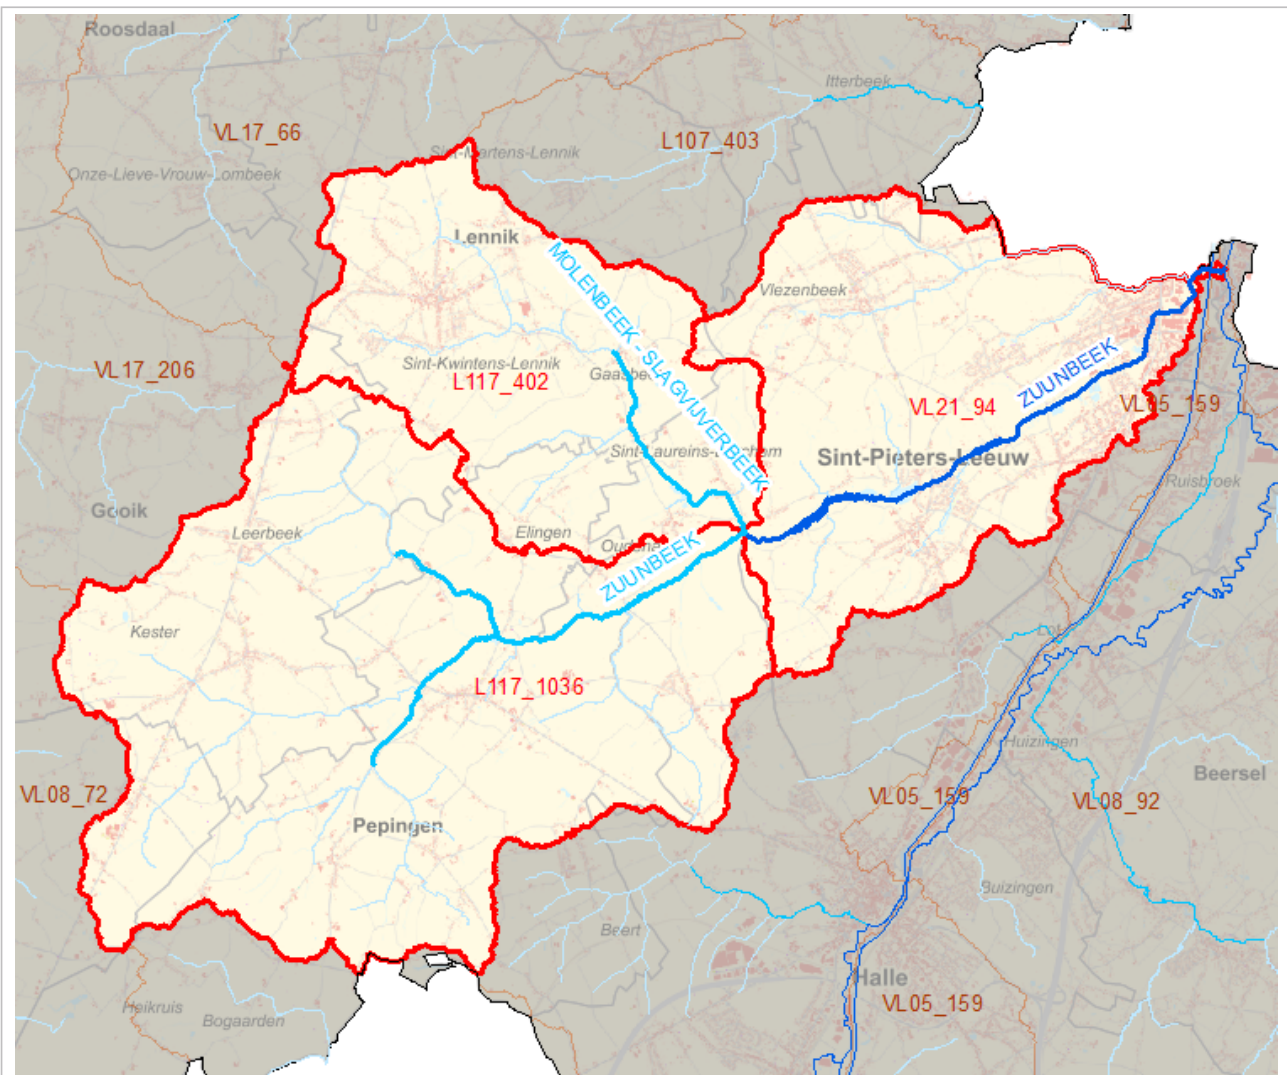 Roosdaal
Itterbeek
VL17_66
L107_403
Sint-Martens-Lennik
Onze-Lieve-Vrouw-Lombeek
Lennik
MOLENBEEK - SLAGVIJVERBEEK
Vlezenbeek
VL17_206
Sint-Kwintens-Lennik
L117_402
ZUUNBEEK
VL21_94
VL05_159
Sint-Pieters-Leeuw
Ruisbroek
Gooik
Leerbeek
Elingen
ZUUNBEEK
Kester
L117_1036
Huizingen
Beersel
VL08_72
VL05_159
VL08_92
Pepingen
Buizingen
Beert
Halle
VL05_159
Heikruis
Bogaarden